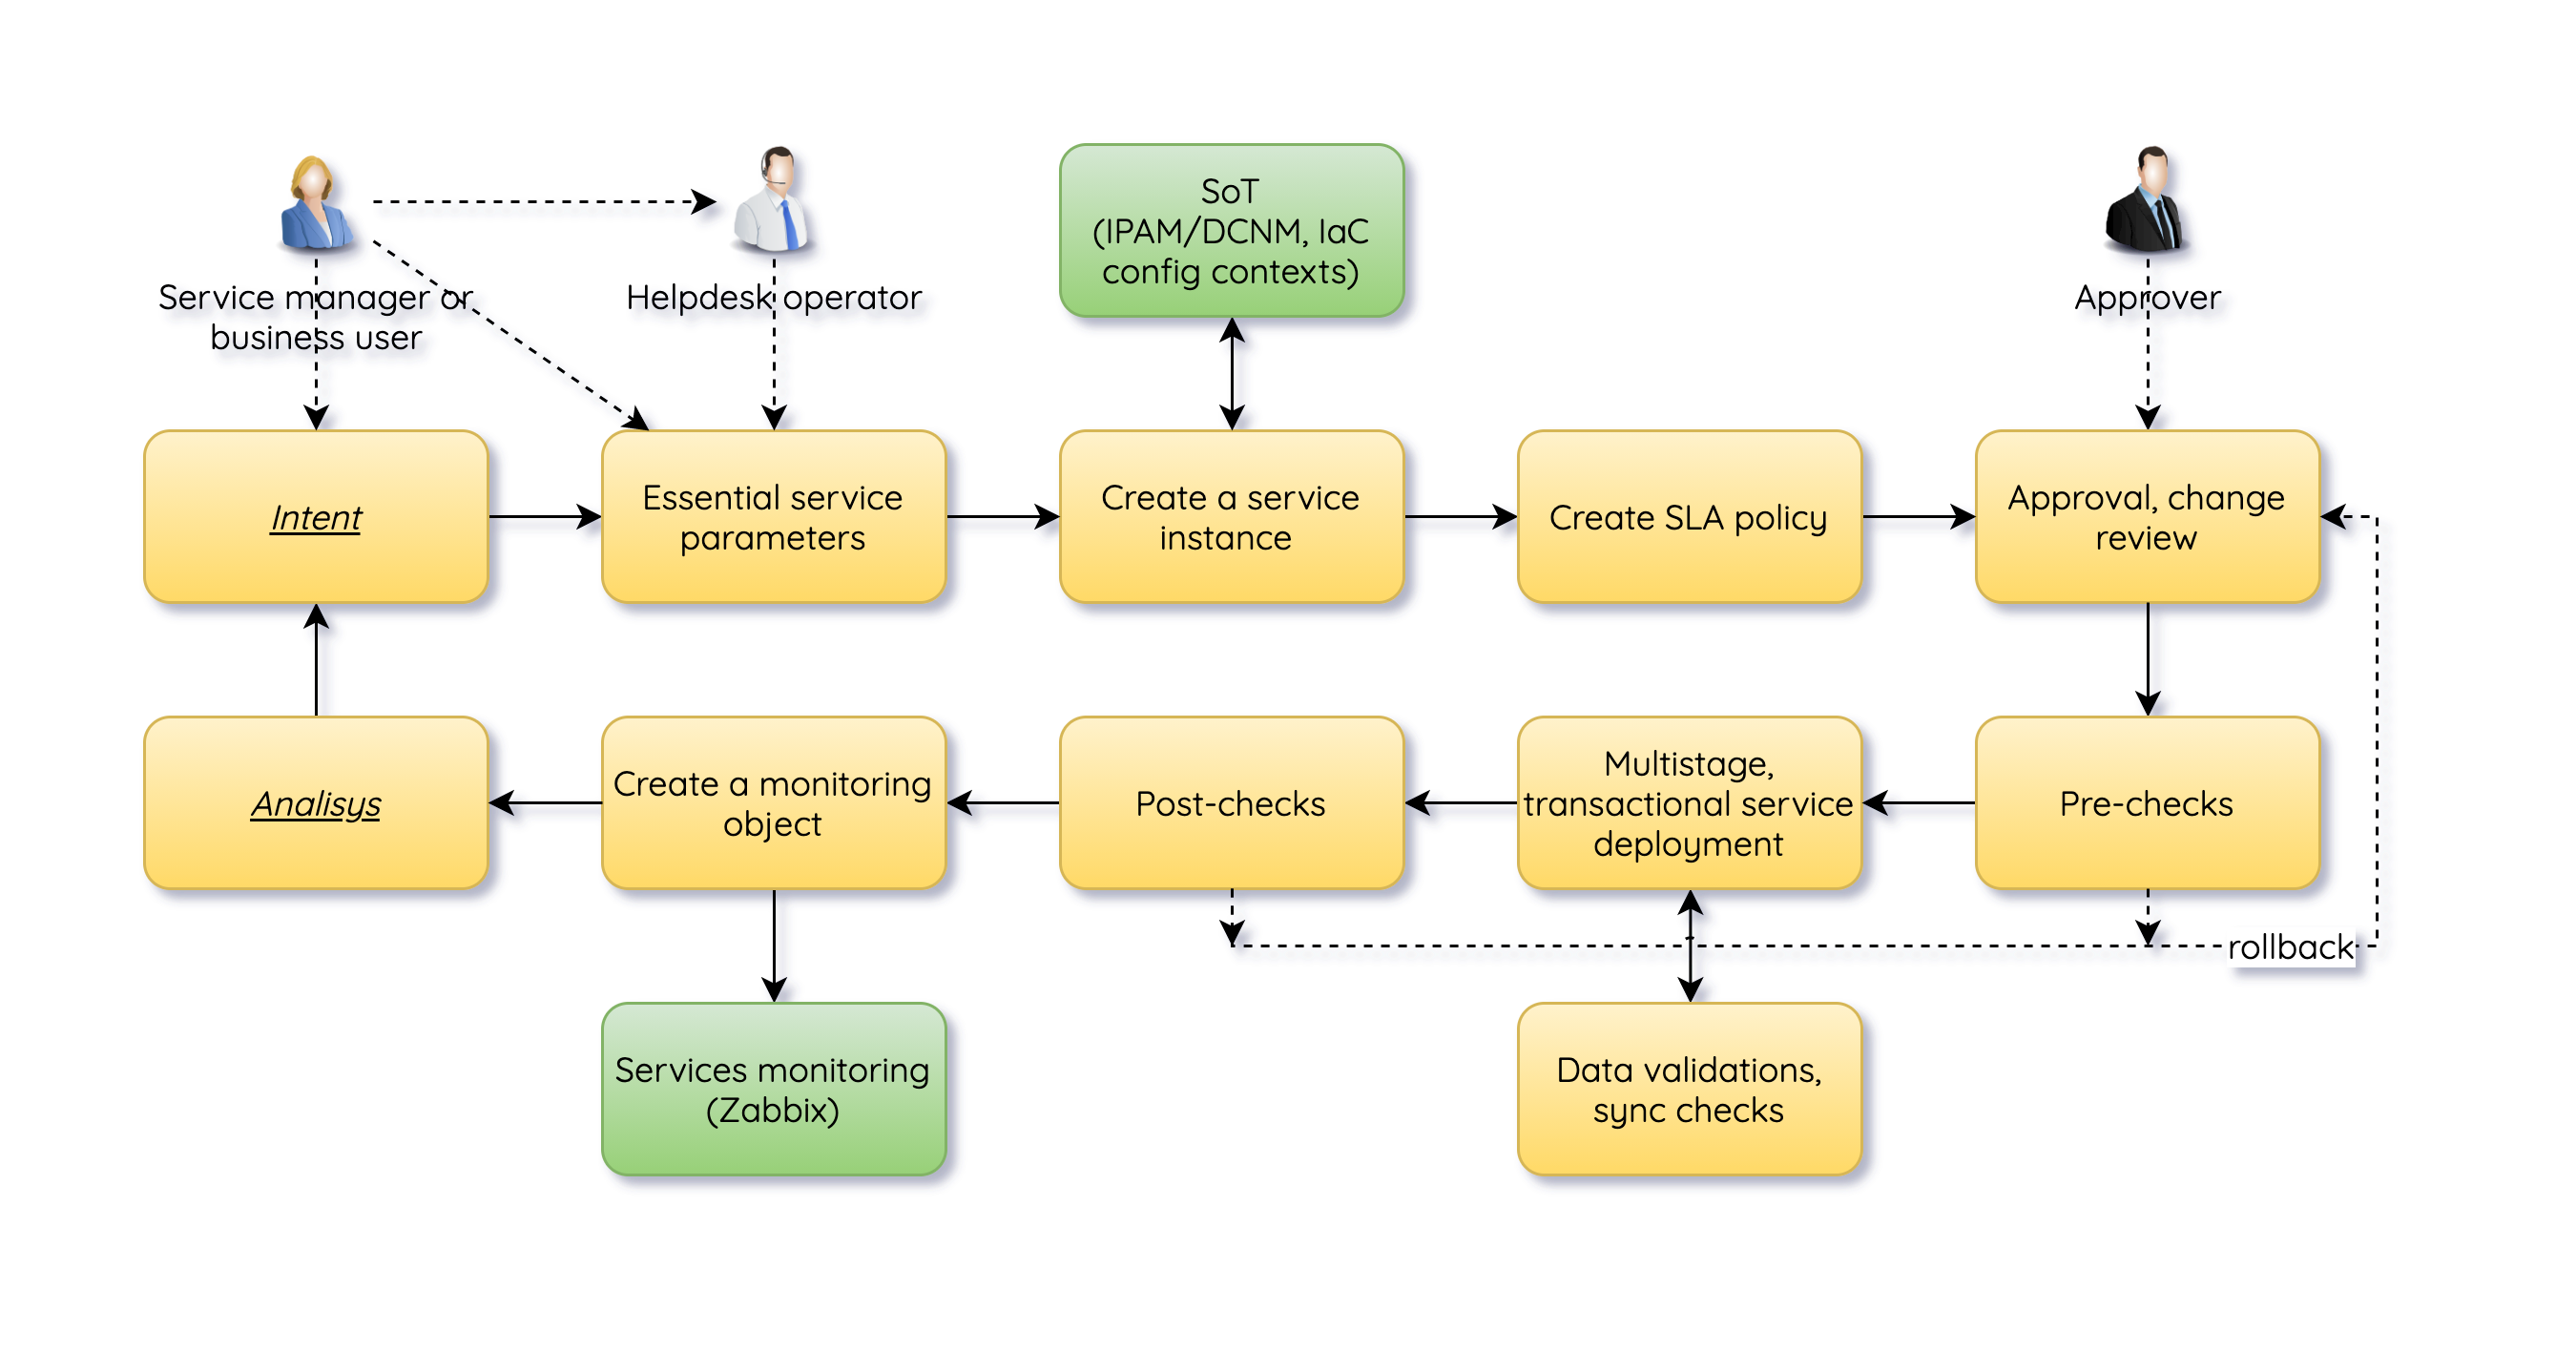 Service manager or
business user
Helpdesk operator
SoT
(IPAM/DCNM, IaC
config contexts)
Approver
Intent
Essential service
parameters
Create a service
instance
Create SLA policy
Approval, change
review
Analisys
Create a monitoring
object
Post-checks
Multistage,
transactional service
deployment
Pre-checks
rollback
Services monitoring
(Zabbix)
Data validations,
sync checks